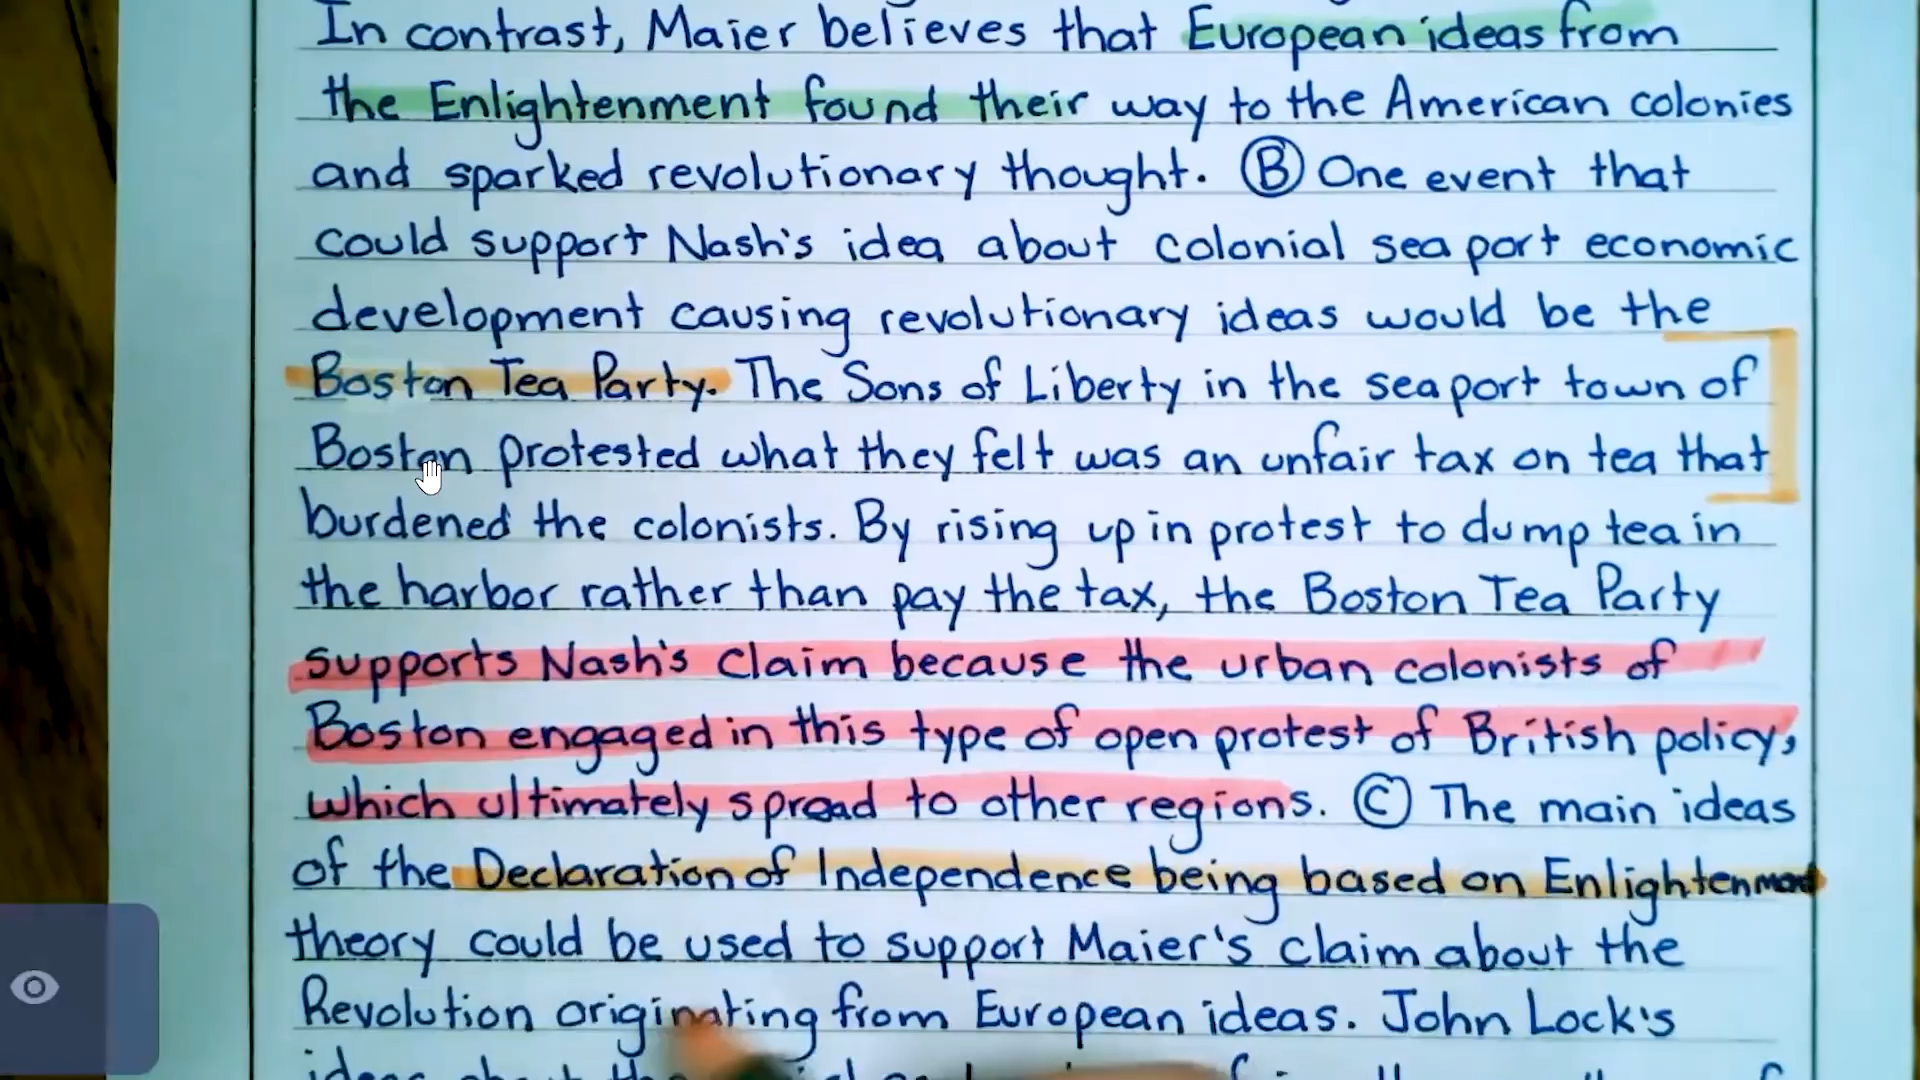 In contrast, Maier believes that European ideas from
the Enlightenment found their way to the American colonies
and sparked revolutionary thought. Ⓑ One event that
could support Nash's idea about colonial sea port economic
development causing revolutionary ideas would be the
Boston Tea Party. The Sons of Liberty in the seaport town of
Boston protested what they felt was an unfair tax on tea that
burdened the colonists. By rising up in protest to dump tea in
the harbor rather than pay the tax, the Boston Tea Party
supports Nash's claim because the urban colonists of
Boston engaged in this type of open protest of British policy,
which ultimately spread to other regions. Ⓒ The main ideas
of the Declaration of Independence being based on Enlightenment
theory could be used to support Maier's claim about the
Revolution originating from European ideas. John Lock's